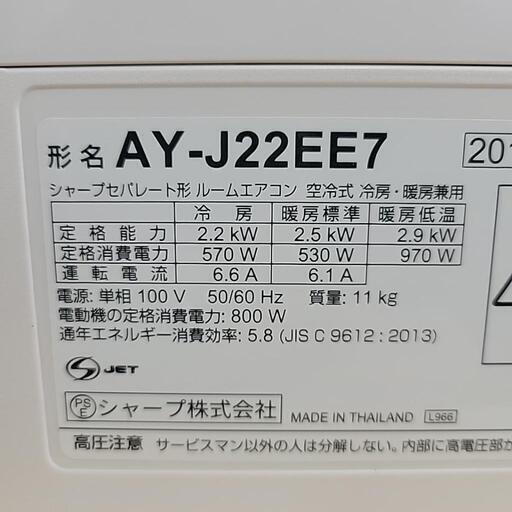 形名 AY-J22EE7 201
シャープセパレート形 ルームエアコン 空冷式 冷房・暖房兼用
冷房 暖房標準 暖房低温
定格能力 2.2 kW 2.5 kW 2.9 kW
定格消費電力 570 W 530 W 970 W
運転電流 6.6 A 6.1 A
電源: 単相 100 V 50/60 Hz 質量: 11 kg
電動機の定格消費電力: 800 W
通年エネルギー消費効率: 5.8 (JIS C 9612 : 2013)
S JET
PSE シャープ株式会社 MADE IN THAILAND L966
高圧注意 サービスマン以外の人は分解しない。内部に高電圧部が